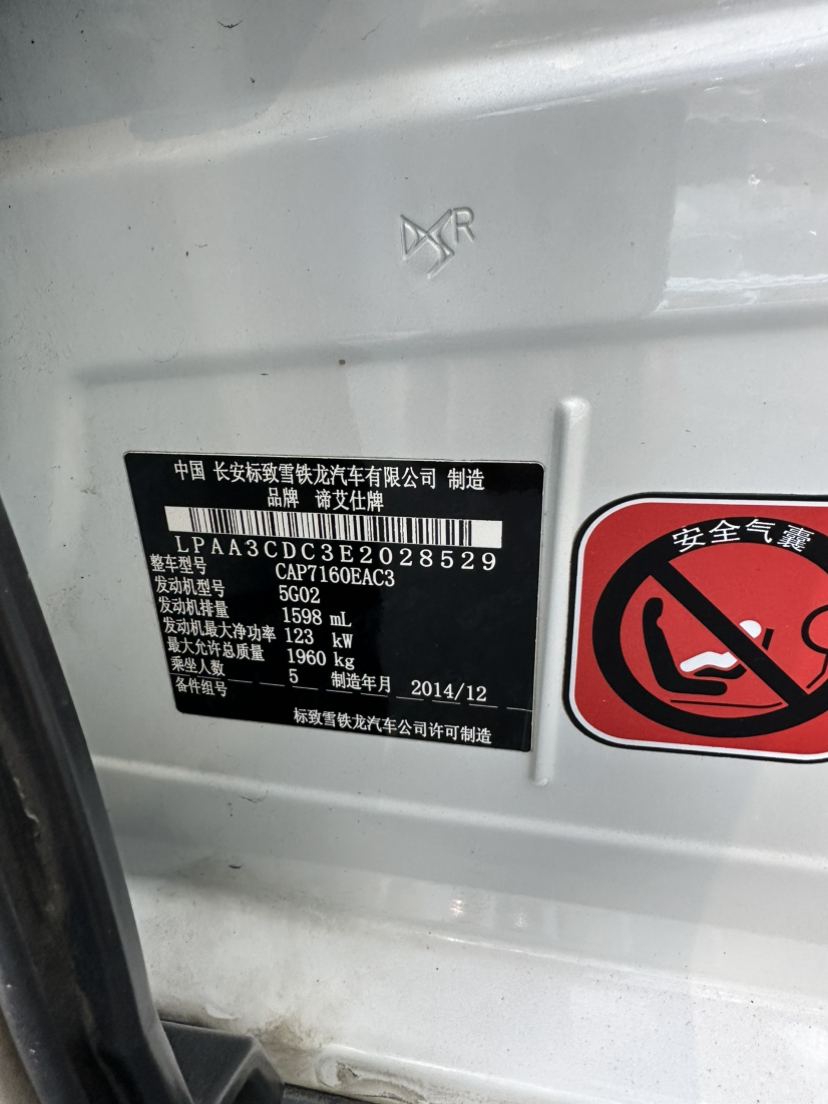 DS R
中国 长安标致雪铁龙汽车有限公司 制造
品牌 谛艾仕牌
LPAA3CDC3E2028529
整车型号 CAP7160EAC3
发动机型号 5G02
发动机排量 1598 mL
发动机最大净功率 123 kW
最大允许总质量 1960 kg
乘坐人数 5 制造年月 2014/12
备件组号
标致雪铁龙汽车公司许可制造
安全气囊